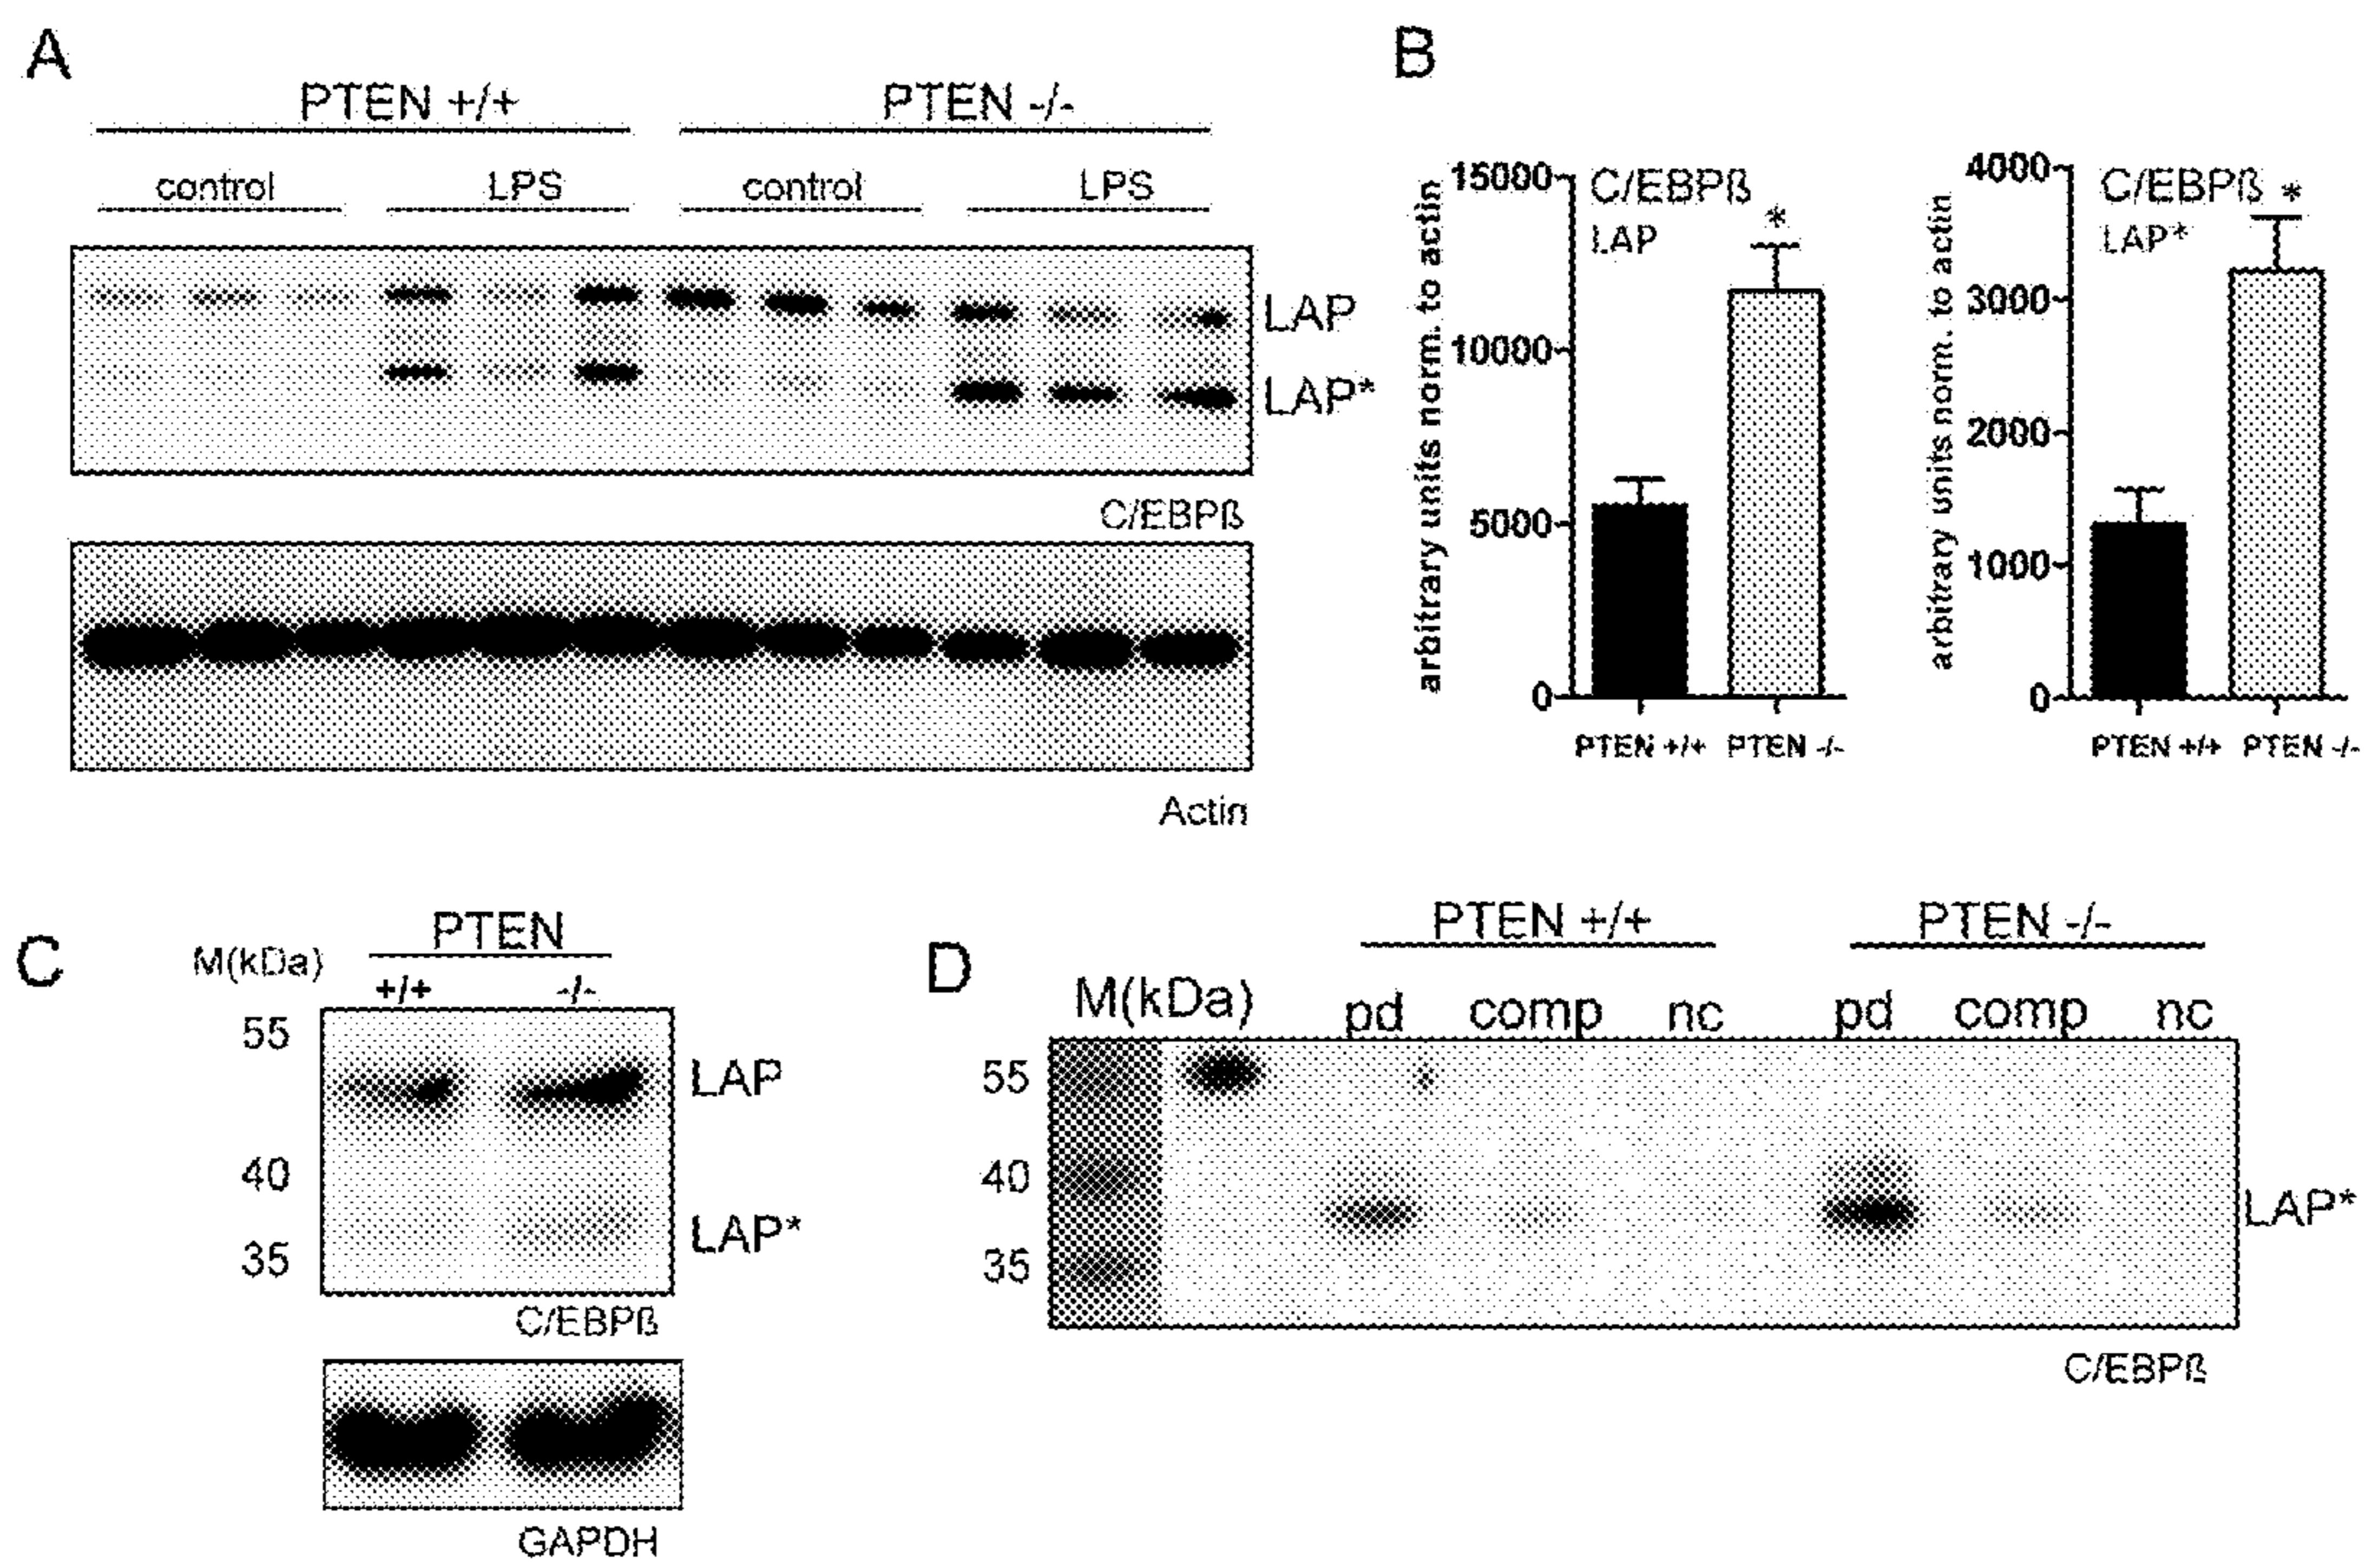 A
PTEN +/+ PTEN -/-
control LPS control LPS
LAP
LAP*
C/EBPß
Actin
B
arbitrary units norm. to actin
15000
10000
5000
0
C/EBPß
LAP
*
PTEN +/+ PTEN -/-
arbitrary units norm. to actin
4000
3000
2000
1000
0
C/EBPß *
LAP*
PTEN +/+ PTEN -/-
C
PTEN
M(kDa)
+/+ -/-
55
40
35
LAP
LAP*
C/EBPß
GAPDH
D
PTEN +/+ PTEN -/-
M(kDa) pd comp nc pd comp nc
55
40
35
LAP*
C/EBPß